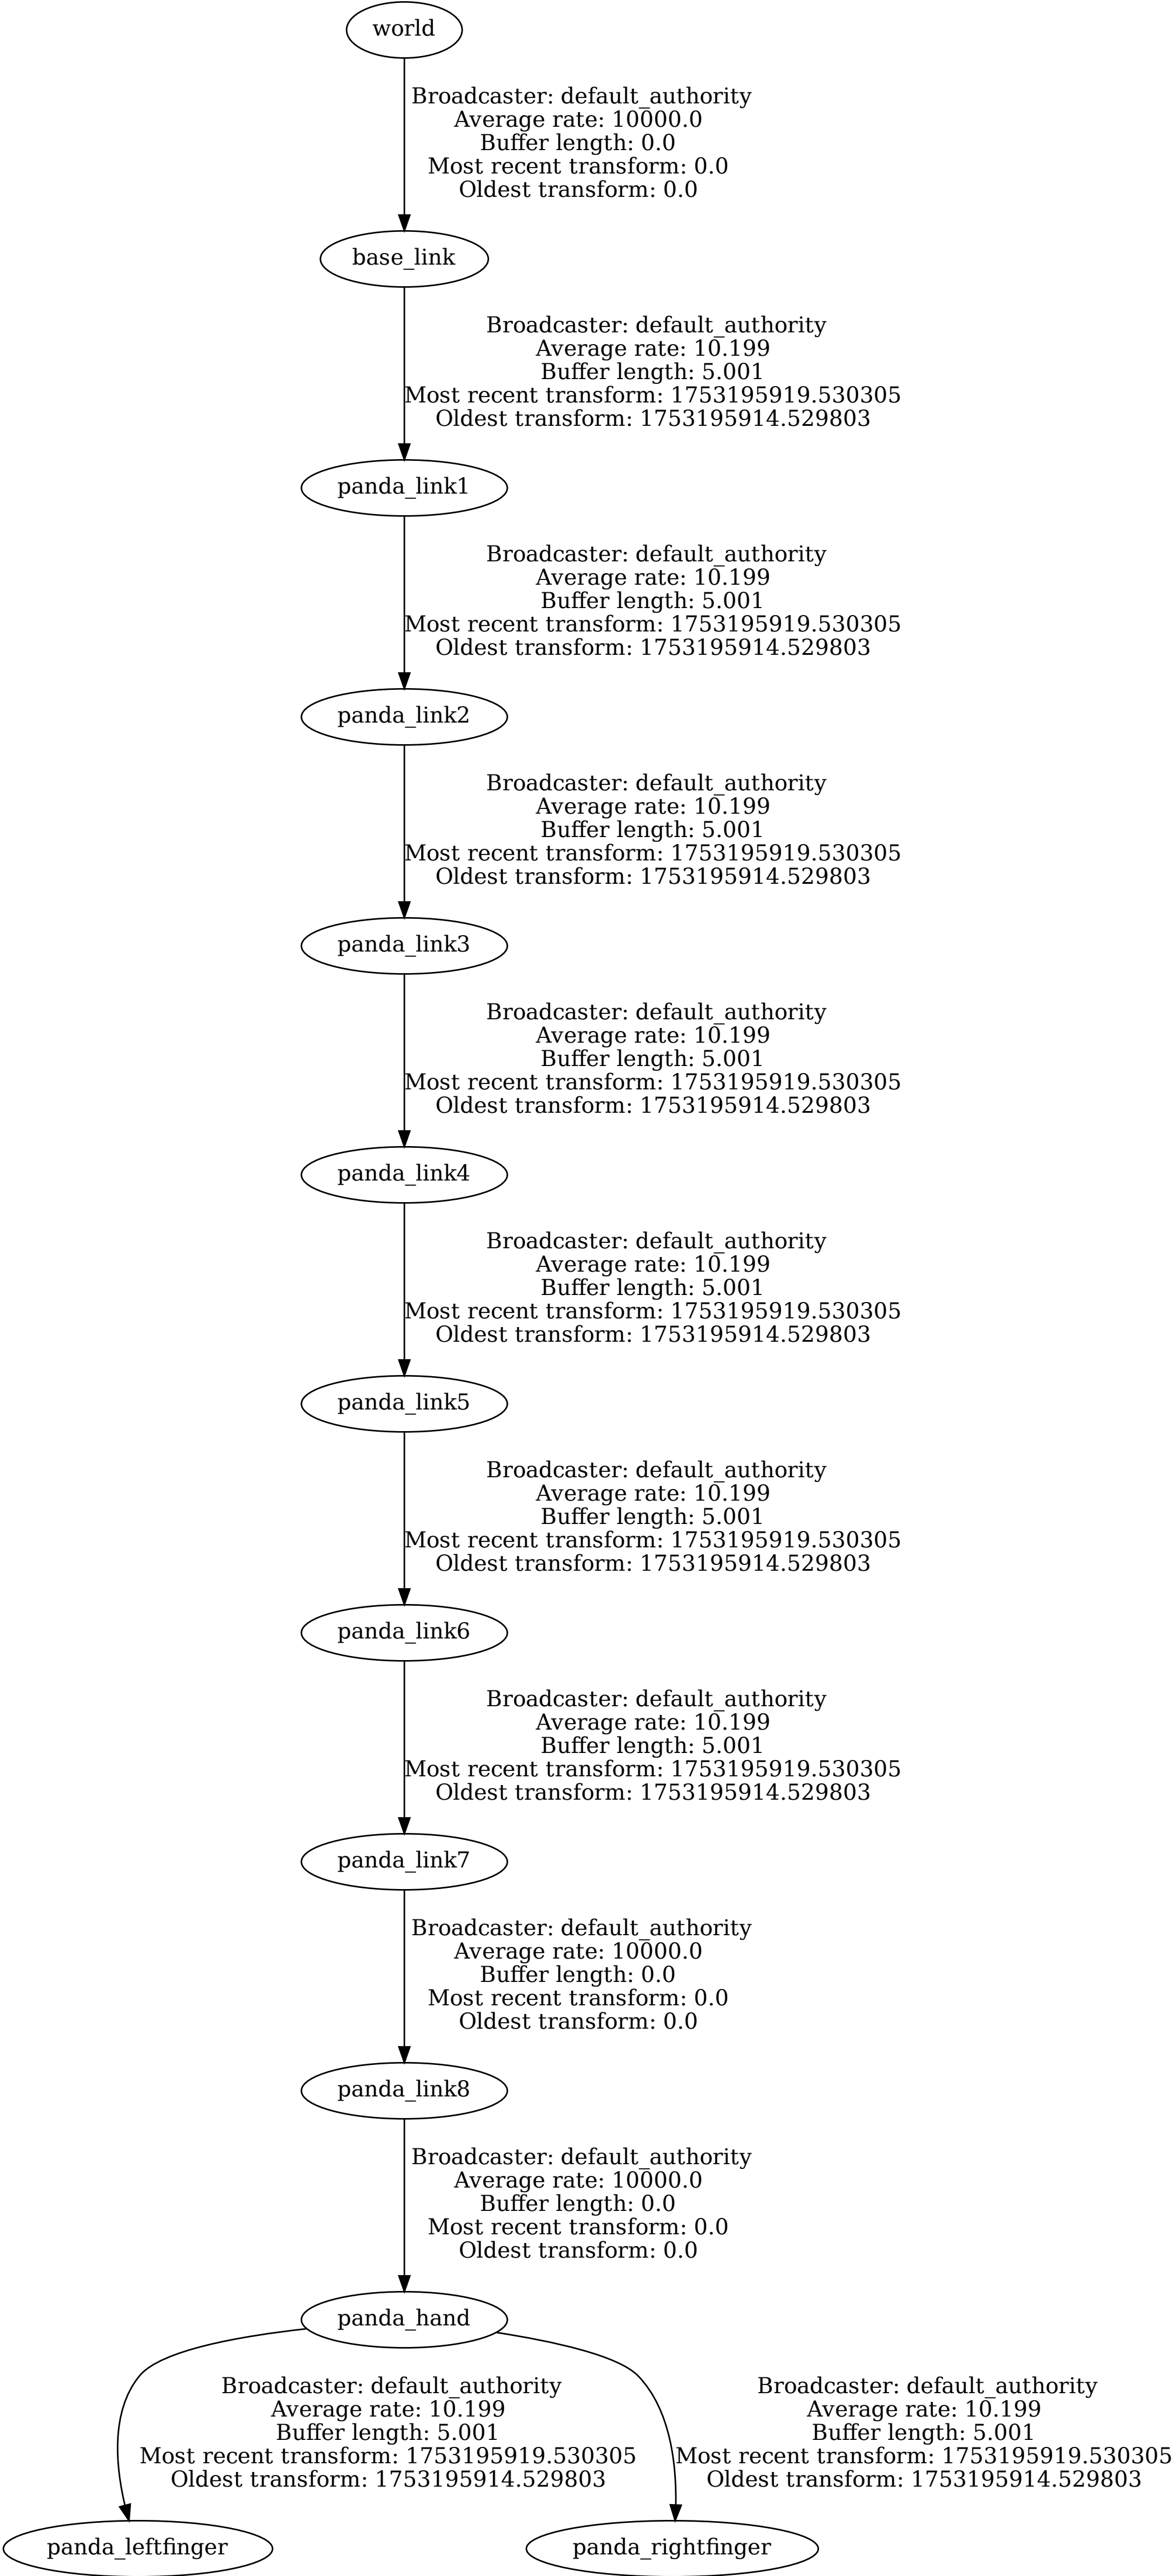 world
Broadcaster: default_authority
Average rate: 10000.0
Buffer length: 0.0
Most recent transform: 0.0
Oldest transform: 0.0
base_link
Broadcaster: default_authority
Average rate: 10.199
Buffer length: 5.001
Most recent transform: 1753195919.530305
Oldest transform: 1753195914.529803
panda_link1
Broadcaster: default_authority
Average rate: 10.199
Buffer length: 5.001
Most recent transform: 1753195919.530305
Oldest transform: 1753195914.529803
panda_link2
Broadcaster: default_authority
Average rate: 10.199
Buffer length: 5.001
Most recent transform: 1753195919.530305
Oldest transform: 1753195914.529803
panda_link3
Broadcaster: default_authority
Average rate: 10.199
Buffer length: 5.001
Most recent transform: 1753195919.530305
Oldest transform: 1753195914.529803
panda_link4
Broadcaster: default_authority
Average rate: 10.199
Buffer length: 5.001
Most recent transform: 1753195919.530305
Oldest transform: 1753195914.529803
panda_link5
Broadcaster: default_authority
Average rate: 10.199
Buffer length: 5.001
Most recent transform: 1753195919.530305
Oldest transform: 1753195914.529803
panda_link6
Broadcaster: default_authority
Average rate: 10.199
Buffer length: 5.001
Most recent transform: 1753195919.530305
Oldest transform: 1753195914.529803
panda_link7
Broadcaster: default_authority
Average rate: 10000.0
Buffer length: 0.0
Most recent transform: 0.0
Oldest transform: 0.0
panda_link8
Broadcaster: default_authority
Average rate: 10000.0
Buffer length: 0.0
Most recent transform: 0.0
Oldest transform: 0.0
panda_hand
Broadcaster: default_authority
Average rate: 10.199
Buffer length: 5.001
Most recent transform: 1753195919.530305
Oldest transform: 1753195914.529803
Broadcaster: default_authority
Average rate: 10.199
Buffer length: 5.001
Most recent transform: 1753195919.530305
Oldest transform: 1753195914.529803
panda_leftfinger
panda_rightfinger